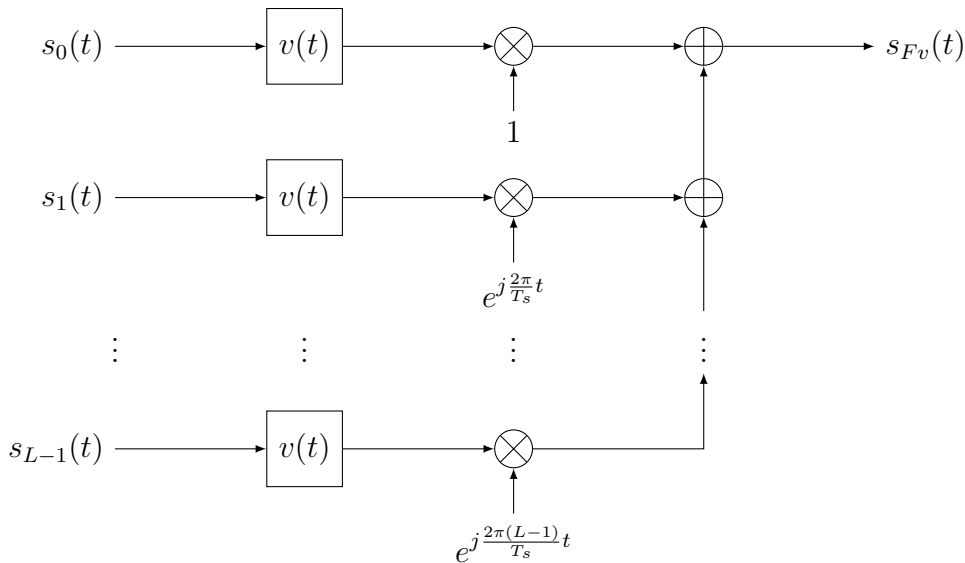 s_0(t) v(t) s_{Fv}(t)
1
s_1(t) v(t)
e^{j\frac{2\pi}{T_s}t}
⋮ ⋮ ⋮ ⋮
s_{L-1}(t) v(t)
e^{j\frac{2\pi(L-1)}{T_s}t}